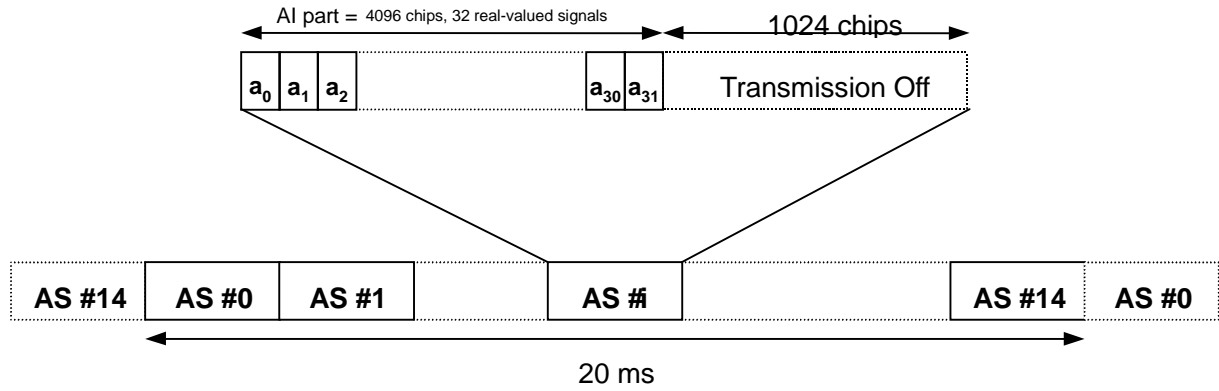 AI part = 4096 chips, 32 real-valued signals
1024 chips
a0 a1 a2 a30 a31 Transmission Off
AS #14 AS #0 AS #1 AS #i AS #14 AS #0
20 ms